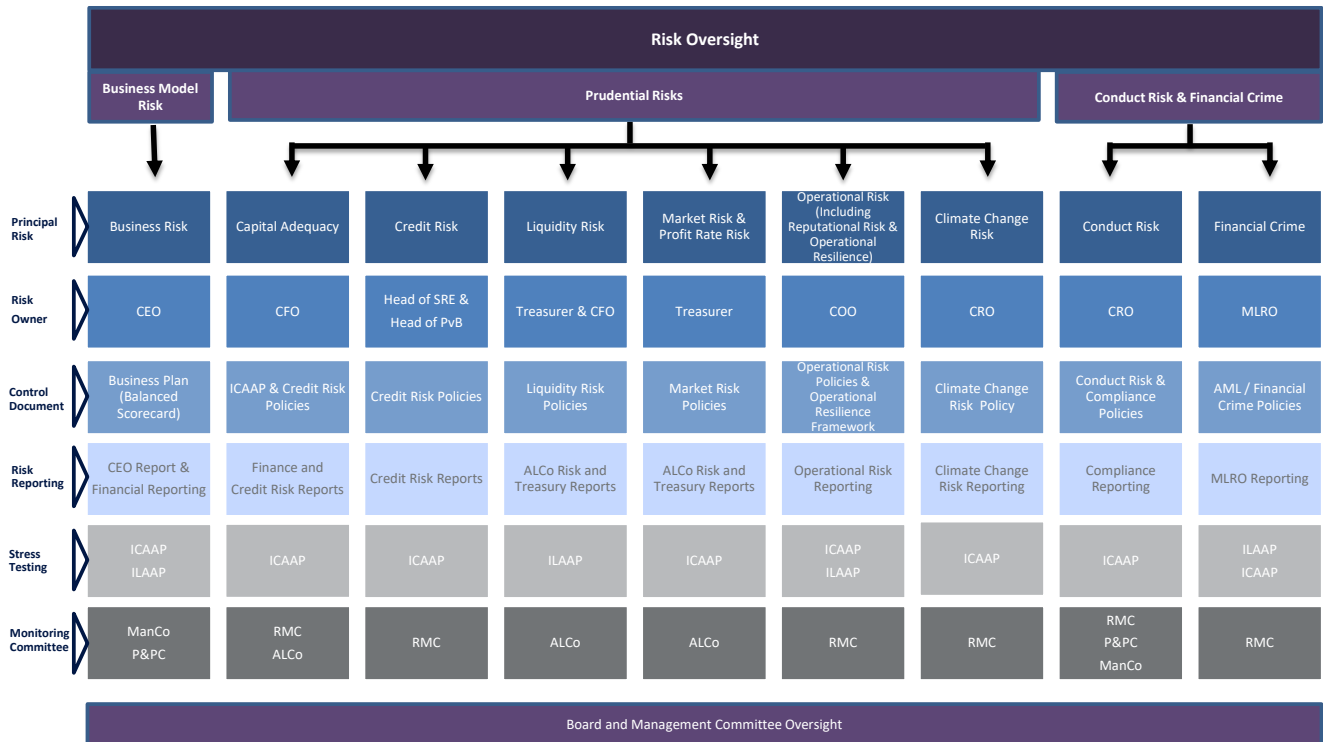 Risk Oversight
Business Model
Risk
Prudential Risks
Conduct Risk & Financial Crime
Principal
Risk
Business Risk
Capital Adequacy
Credit Risk
Liquidity Risk
Market Risk &
Profit Rate Risk
Operational Risk
(Including
Reputational Risk &
Operational
Resilience)
Climate Change
Risk
Conduct Risk
Financial Crime
Risk
Owner
CEO
CFO
Head of SRE &
Head of PvB
Treasurer & CFO
Treasurer
COO
CRO
CRO
MLRO
Control
Document
Business Plan
(Balanced
Scorecard)
ICAAP & Credit Risk
Policies
Credit Risk Policies
Liquidity Risk
Policies
Market Risk
Policies
Operational Risk
Policies &
Operational
Resilience
Framework
Climate Change
Risk Policy
Conduct Risk &
Compliance
Policies
AML / Financial
Crime Policies
Risk
Reporting
CEO Report &
Financial Reporting
Finance and
Credit Risk Reports
Credit Risk Reports
ALCo Risk and
Treasury Reports
ALCo Risk and
Treasury Reports
Operational Risk
Reporting
Climate Change
Risk Reporting
Compliance
Reporting
MLRO Reporting
Stress
Testing
ICAAP
ILAAP
ICAAP
ICAAP
ILAAP
ICAAP
ICAAP
ILAAP
ICAAP
ICAAP
ILAAP
ICAAP
Monitoring
Committee
ManCo
P&PC
RMC
ALCo
RMC
ALCo
ALCo
RMC
RMC
RMC
P&PC
ManCo
RMC
Board and Management Committee Oversight